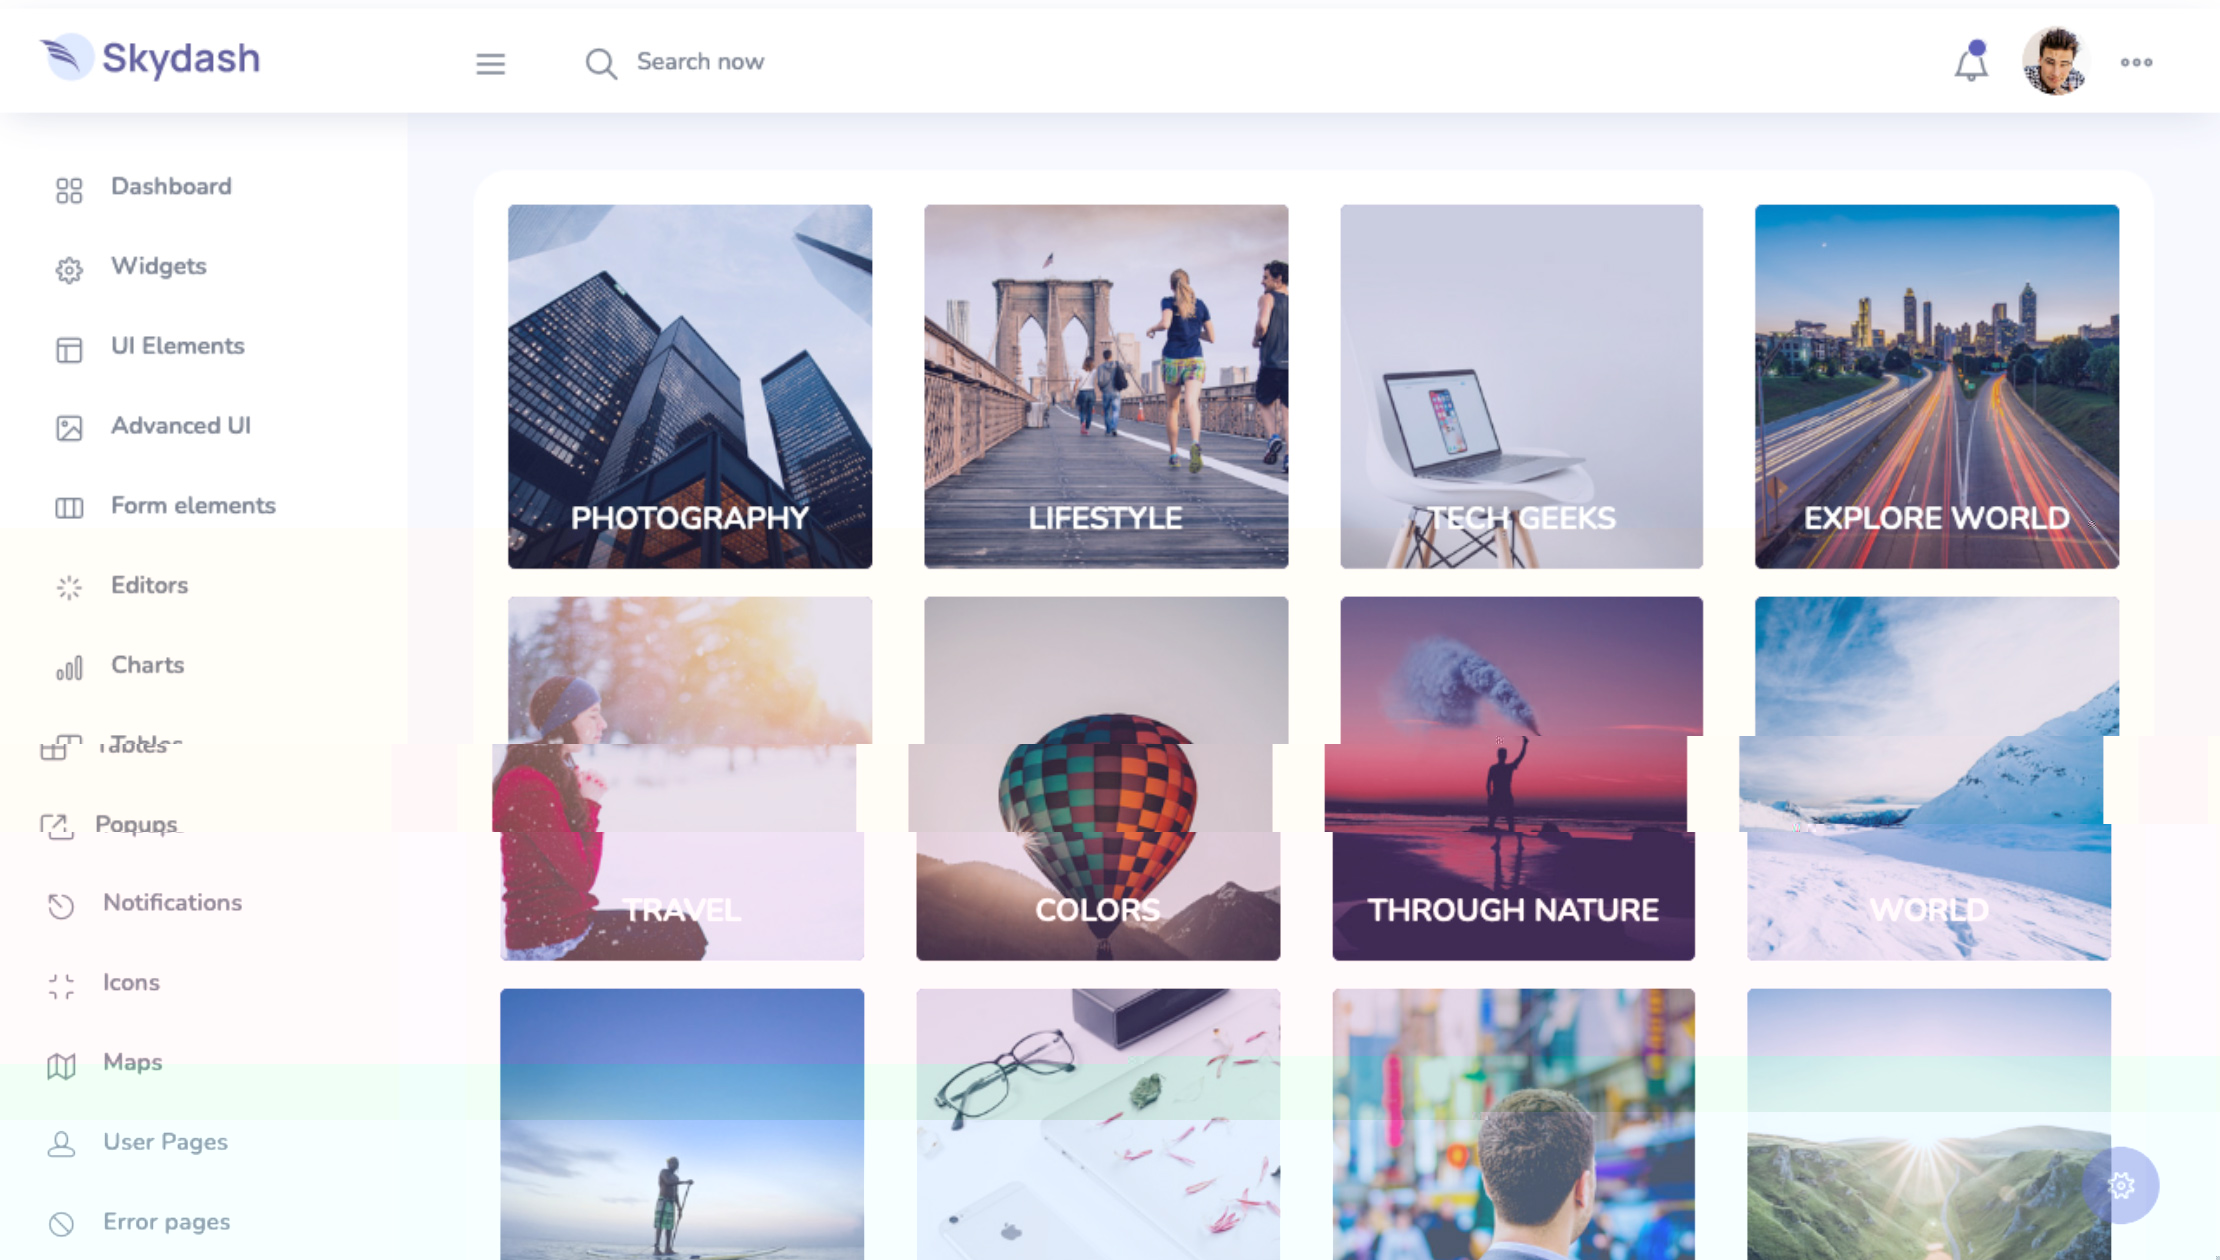 Skydash
Search now
Dashboard
Widgets
UI Elements
Advanced UI
Form elements
Editors
Charts
Tables
Popups
Notifications
Icons
Maps
User Pages
Error pages
PHOTOGRAPHY
LIFESTYLE
TECH GEEKS
EXPLORE WORLD
TRAVEL
COLORS
THROUGH NATURE
WORLD